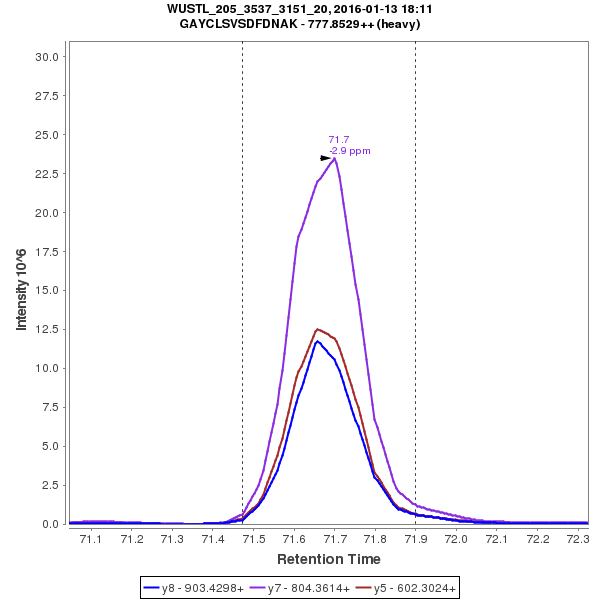 WUSTL_205_3537_3151_20, 2016-01-13 18:11
GAYCLSVSDFDNAK - 777.8529++ (heavy)
30.0
27.5
25.0
22.5
20.0
17.5
15.0
12.5
10.0
7.5
5.0
2.5
0.0
Intensity 10^6
71.7
-2.9 ppm
71.1 71.2 71.3 71.4 71.5 71.6 71.7 71.8 71.9 72.0 72.1 72.2 72.3
Retention Time
y8 - 903.4298+ y7 - 804.3614+ y5 - 602.3024+